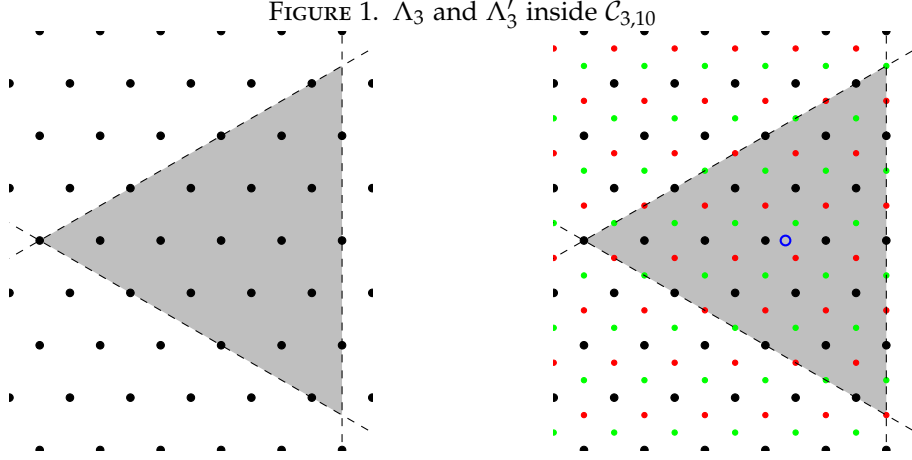 FIGURE 1. Λ₃ and Λ′₃ inside 𝒞₃,₁₀